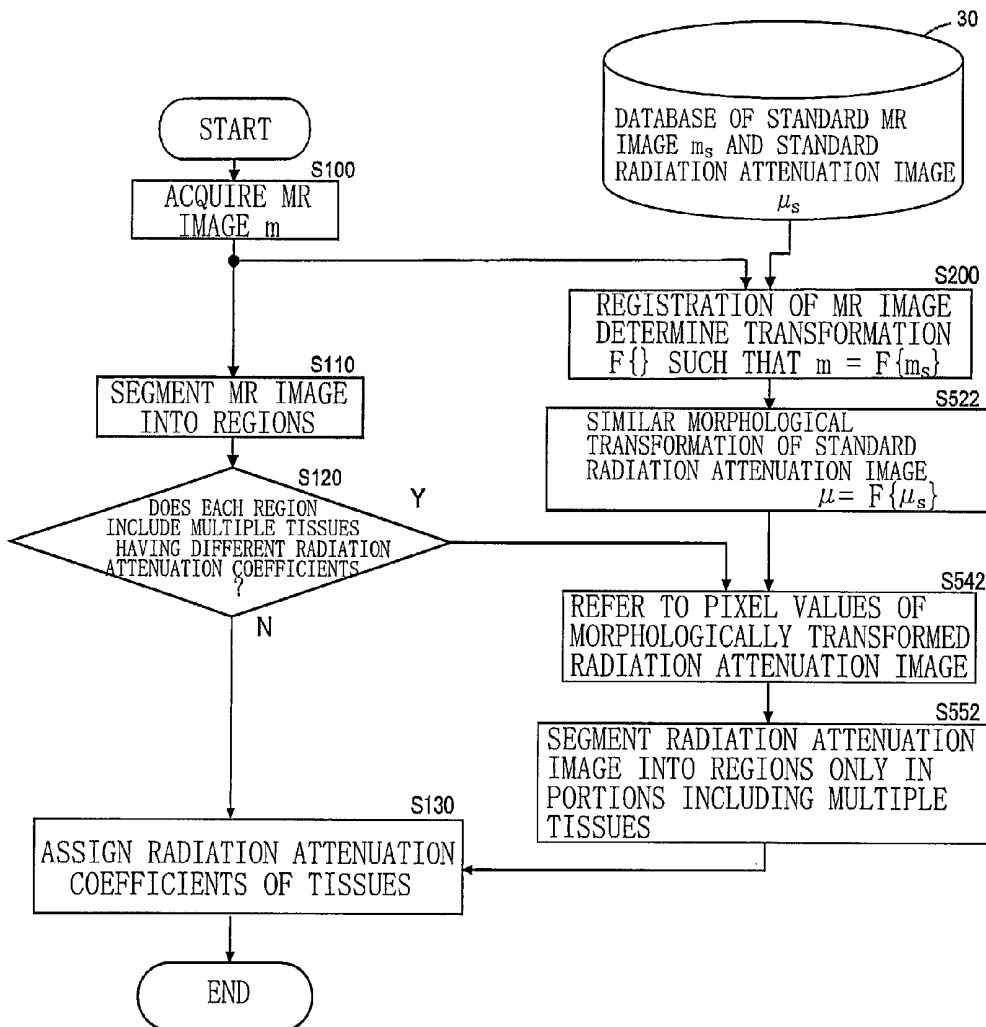 30
DATABASE OF STANDARD MR
IMAGE mₛ AND STANDARD
RADIATION ATTENUATION IMAGE
μₛ
START
S100
ACQUIRE MR
IMAGE m
S200
REGISTRATION OF MR IMAGE
DETERMINE TRANSFORMATION
F{} SUCH THAT m = F{mₛ}
S110
SEGMENT MR IMAGE
INTO REGIONS
S522
SIMILAR MORPHOLOGICAL
TRANSFORMATION OF STANDARD
RADIATION ATTENUATION IMAGE
μ= F{μₛ}
S120
DOES EACH REGION
INCLUDE MULTIPLE TISSUES
HAVING DIFFERENT RADIATION
ATTENUATION COEFFICIENTS
?
Y
N
S542
REFER TO PIXEL VALUES OF
MORPHOLOGICALLY TRANSFORMED
RADIATION ATTENUATION IMAGE
S552
SEGMENT RADIATION ATTENUATION
IMAGE INTO REGIONS ONLY IN
PORTIONS INCLUDING MULTIPLE
TISSUES
S130
ASSIGN RADIATION ATTENUATION
COEFFICIENTS OF TISSUES
END